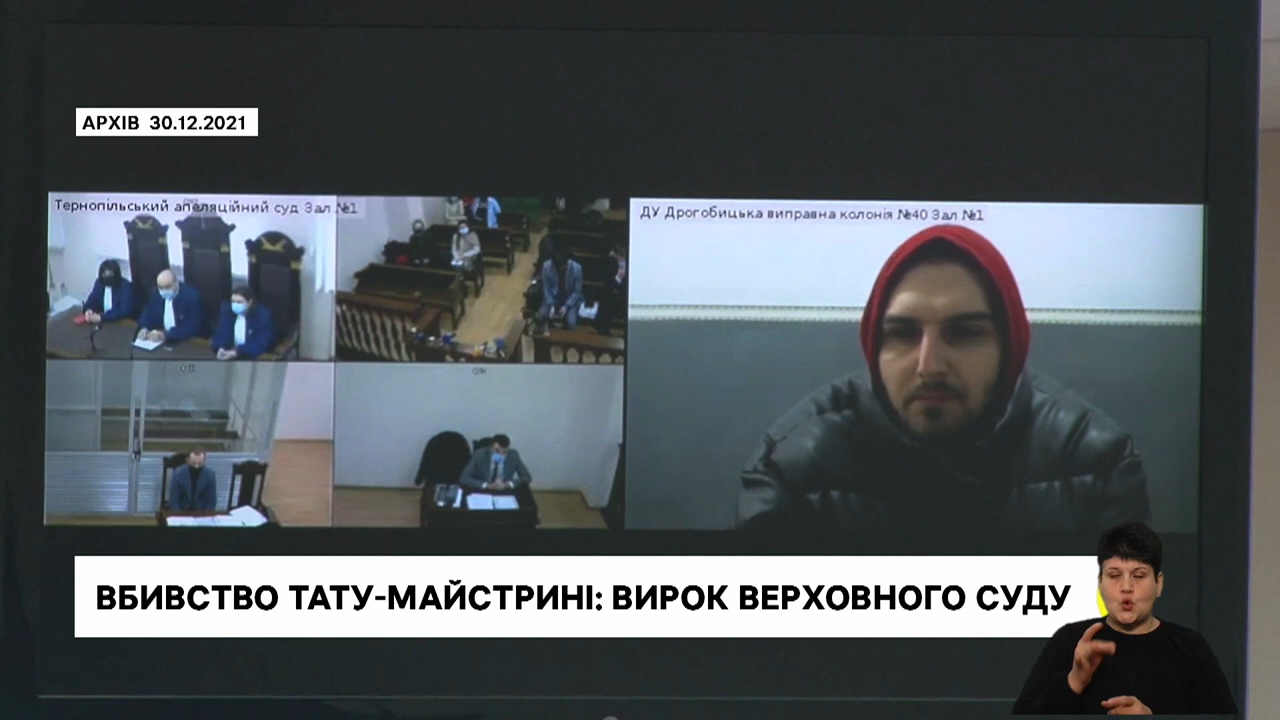 АРХІВ 30.12.2021
Тернопільський апеляційний суд Зал №1
ДУ Дрогобицька виправна колонія №40 Зал №1
ВБИВСТВО ТАТУ-МАЙСТРИНІ: ВИРОК ВЕРХОВНОГО СУДУ